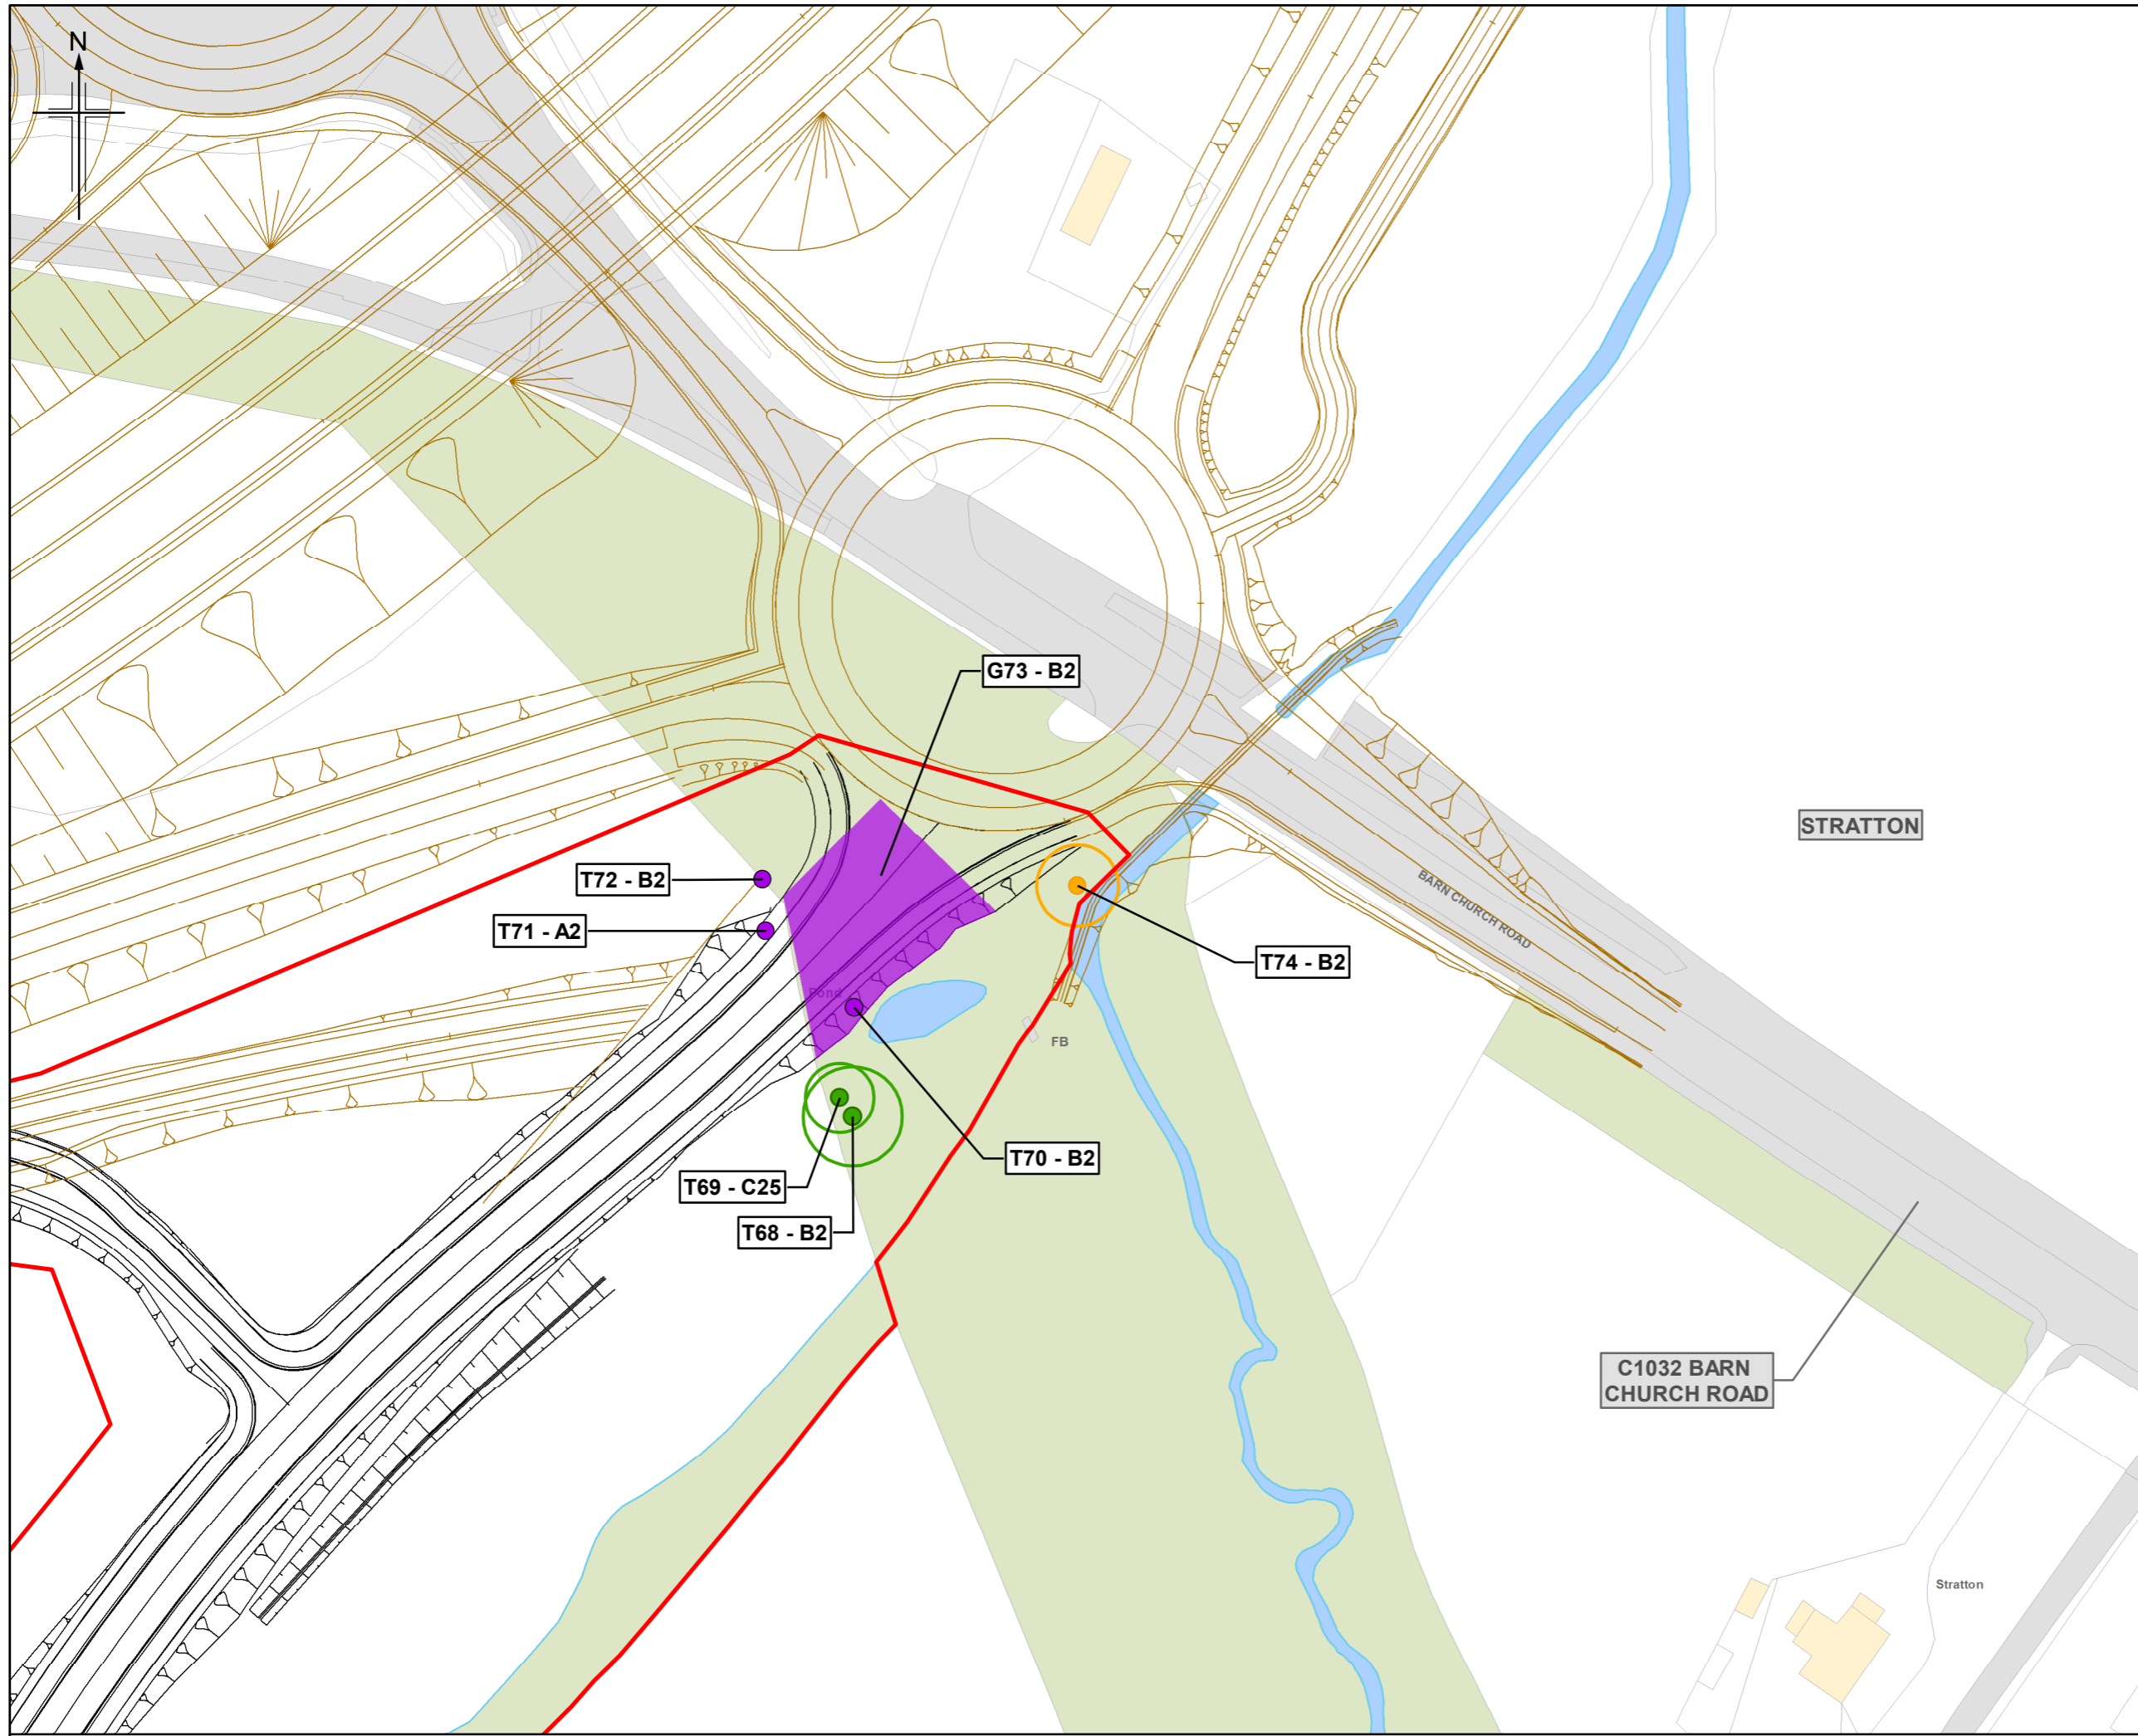 N
G73 - B2
STRATTON
T72 - B2
BARN CHURCH ROAD
T71 - A2
T74 - B2
Pond
FB
T70 - B2
T69 - C25
T68 - B2
C1032 BARN
CHURCH ROAD
Stratton